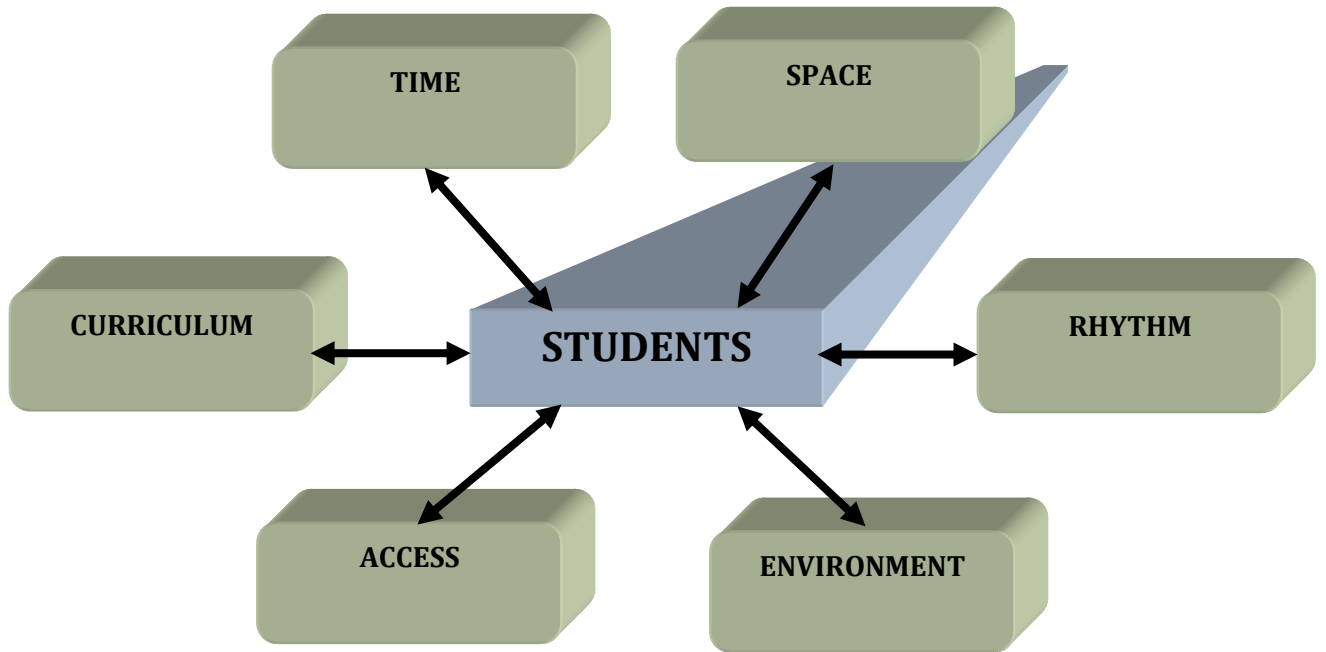 TIME
SPACE
CURRICULUM
STUDENTS
RHYTHM
ACCESS
ENVIRONMENT